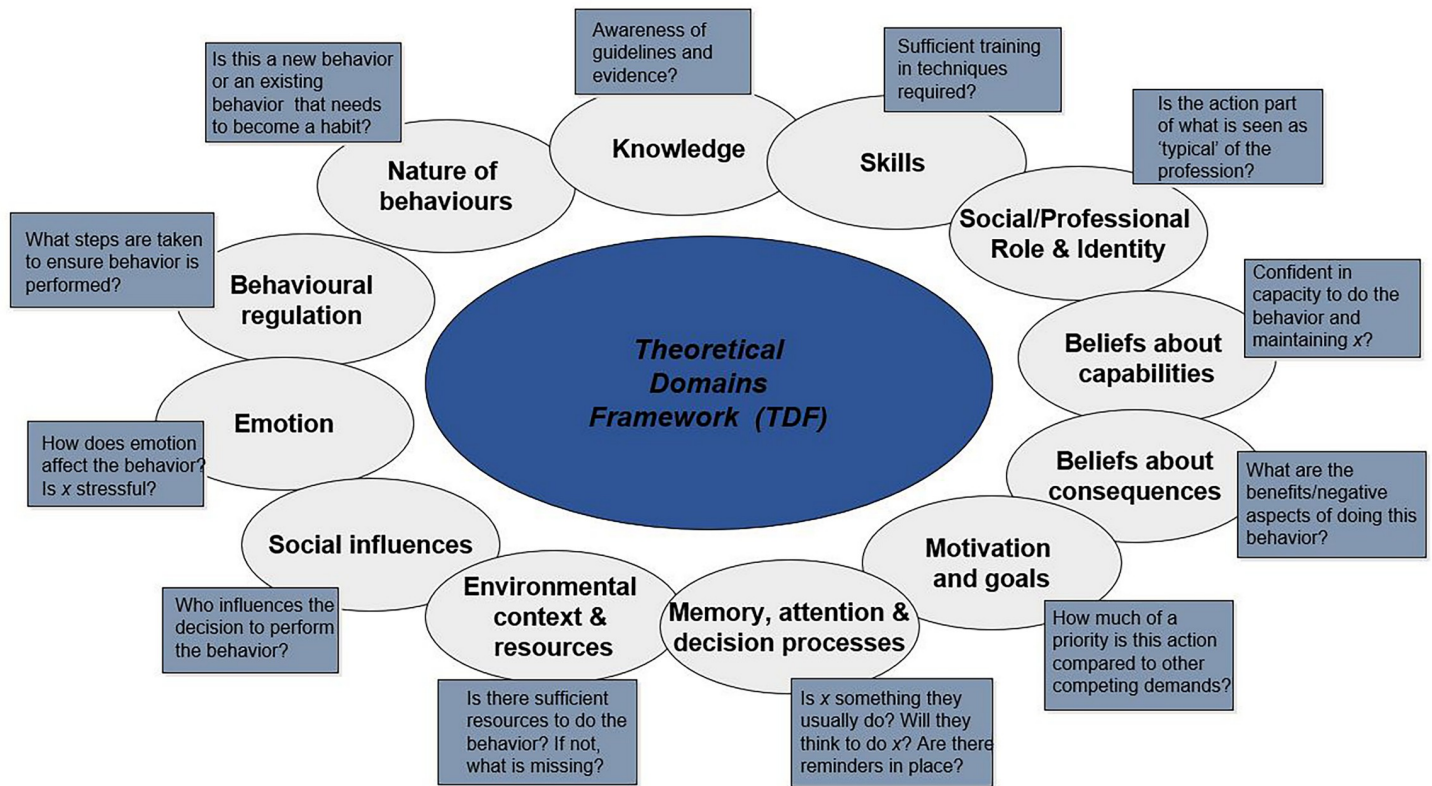 Awareness of
guidelines and
evidence?
Knowledge
Sufficient training
in techniques
required?
Skills
Is the action part
of what is seen as
‘typical’ of the
profession?
Social/Professional
Role & Identity
Confident in
capacity to do the
behavior and
maintaining x?
Beliefs about
capabilities
What are the
benefits/negative
aspects of doing this
behavior?
Beliefs about
consequences
How much of a
priority is this action
compared to other
competing demands?
Motivation
and goals
Is x something they
usually do? Will they
think to do x? Are there
reminders in place?
Memory, attention &
decision processes
Is there sufficient
resources to do the
behavior? If not,
what is missing?
Environmental
context &
resources
Who influences the
decision to perform
the behavior?
Social influences
How does emotion
affect the behavior?
Is x stressful?
Emotion
What steps are taken
to ensure behavior is
performed?
Behavioural
regulation
Is this a new behavior
or an existing
behavior that needs
to become a habit?
Nature of
behaviours
Theoretical
Domains
Framework (TDF)